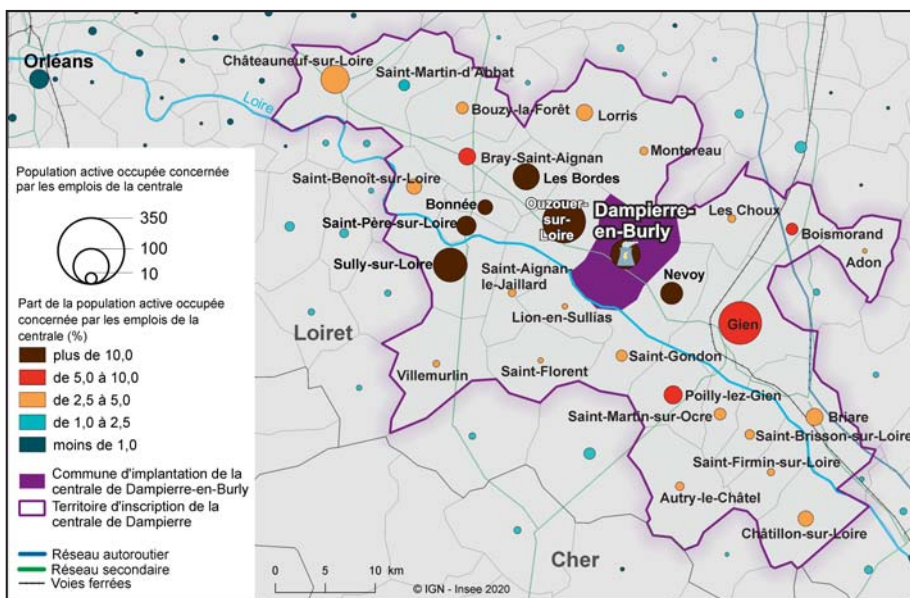 Orléans
Châteauneuf-sur-Loire
Saint-Martin-d'Abbat
Loire
Bouzy-la-Forêt
Lorris
Montereau
Bray-Saint-Aignan
Les Bordes
Saint-Benoît-sur-Loire
Bonnée
Saint-Père-sur-Loire
Ouzouer-
sur-
Loire
Dampierre-
en-Burly
Les Choux
Boismorand
Adon
Sully-sur-Loire
Saint-Aignan-
le-Jaillard
Nevoy
Lion-en-Sullias
Gien
Loiret
Villemurlin
Saint-Florent
Saint-Gondon
Poilly-lez-Gien
Saint-Martin-sur-Ocre
Briare
Saint-Brisson-sur-Loire
Saint-Firmin-sur-Loire
Autry-le-Châtel
Châtillon-sur-Loire
Cher
Population active occupée concernée
par les emplois de la centrale
350
100
10
Part de la population active occupée
concernée par les emplois de la
centrale (%)
plus de 10,0
de 5,0 à 10,0
de 2,5 à 5,0
de 1,0 à 2,5
moins de 1,0
Commune d'implantation de la
centrale de Dampierre-en-Burly
Territoire d'inscription de la
centrale de Dampierre
Réseau autoroutier
Réseau secondaire
Voies ferrées
0 5 10 km
© IGN - Insee 2020